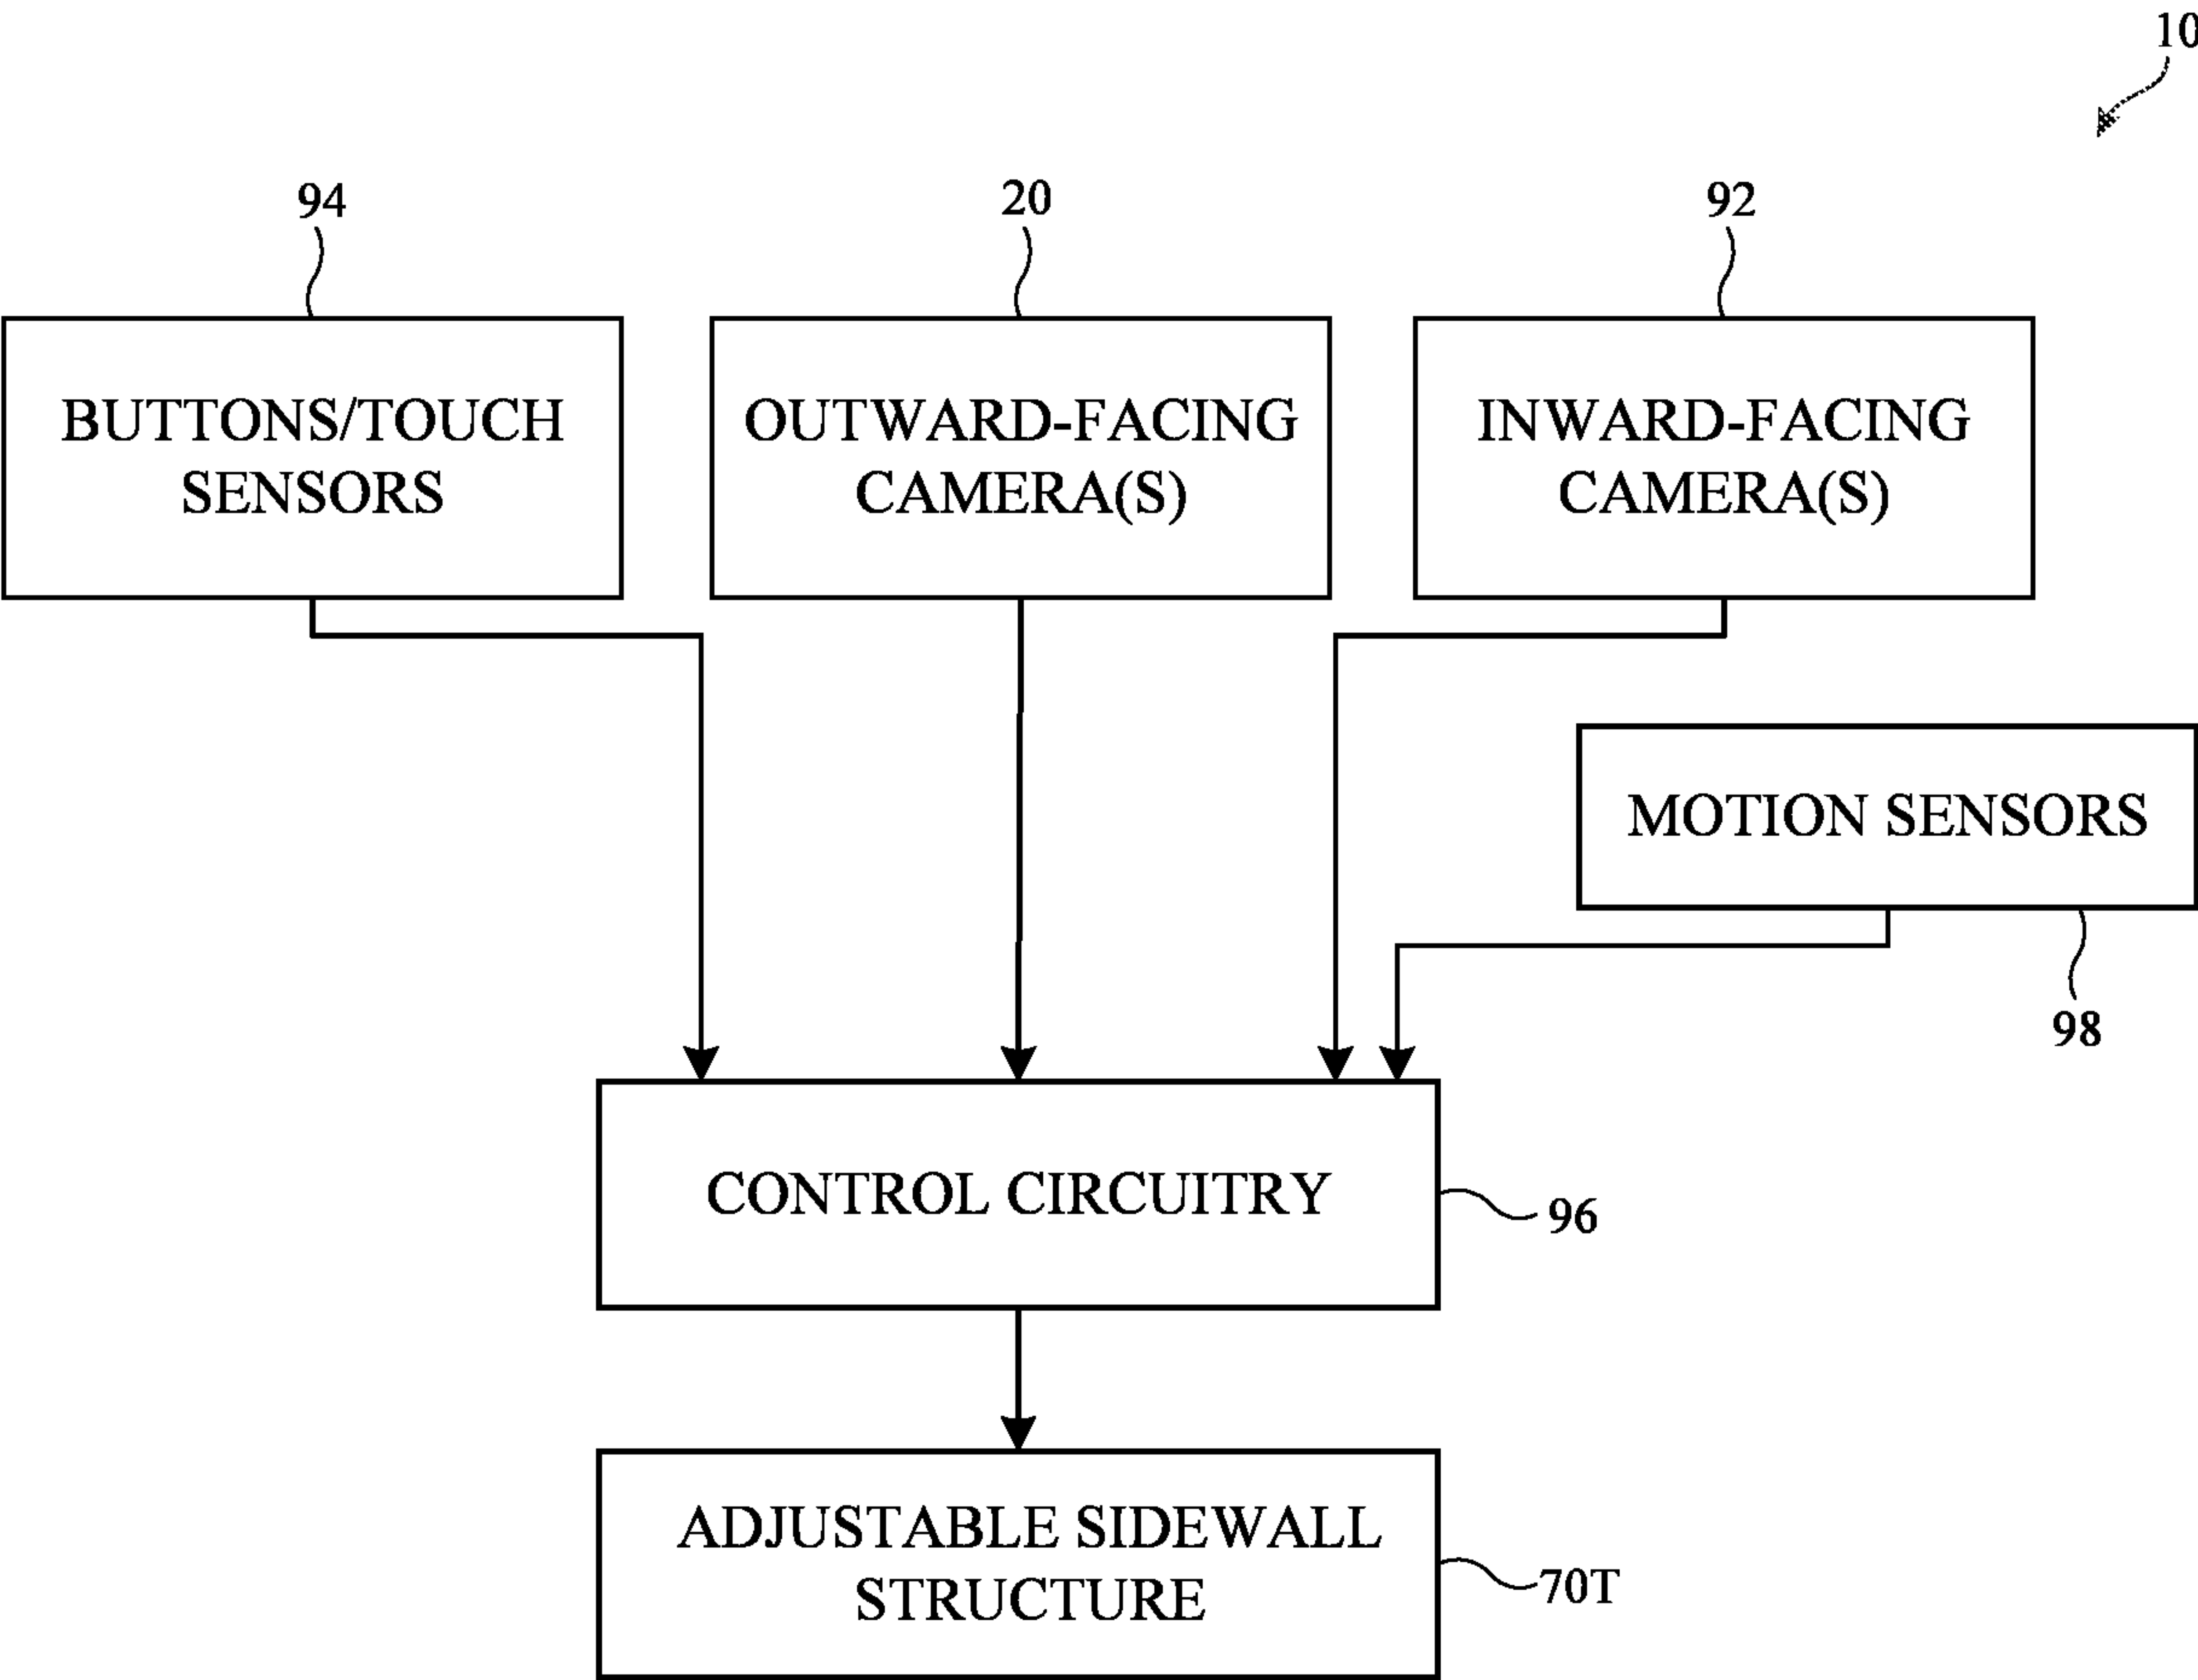 10
94
20
92
BUTTONS/TOUCH
SENSORS
OUTWARD-FACING
CAMERA(S)
INWARD-FACING
CAMERA(S)
MOTION SENSORS
98
CONTROL CIRCUITRY
96
ADJUSTABLE SIDEWALL
STRUCTURE
70T